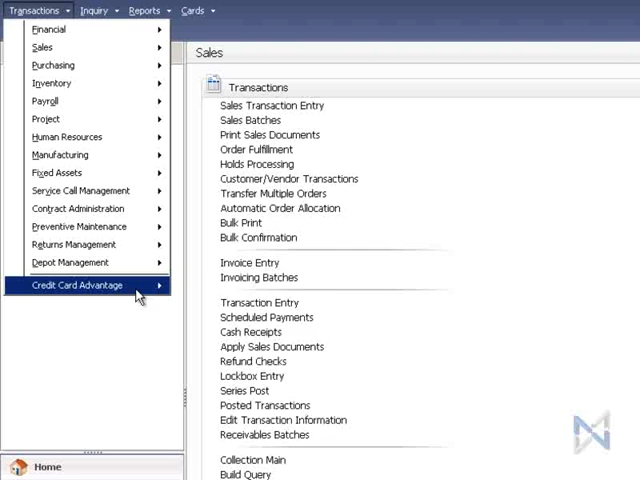 Transactions Inquiry Reports Cards
Financial
Sales
Purchasing
Inventory
Payroll
Project
Human Resources
Manufacturing
Fixed Assets
Service Call Management
Contract Administration
Preventive Maintenance
Returns Management
Depot Management
Credit Card Advantage
Home
Sales
Transactions
Sales Transaction Entry
Sales Batches
Print Sales Documents
Order Fulfillment
Holds Processing
Customer/Vendor Transactions
Transfer Multiple Orders
Automatic Order Allocation
Bulk Print
Bulk Confirmation
Invoice Entry
Invoicing Batches
Transaction Entry
Scheduled Payments
Cash Receipts
Apply Sales Documents
Refund Checks
Lockbox Entry
Series Post
Posted Transactions
Edit Transaction Information
Receivables Batches
Collection Main
Build Query